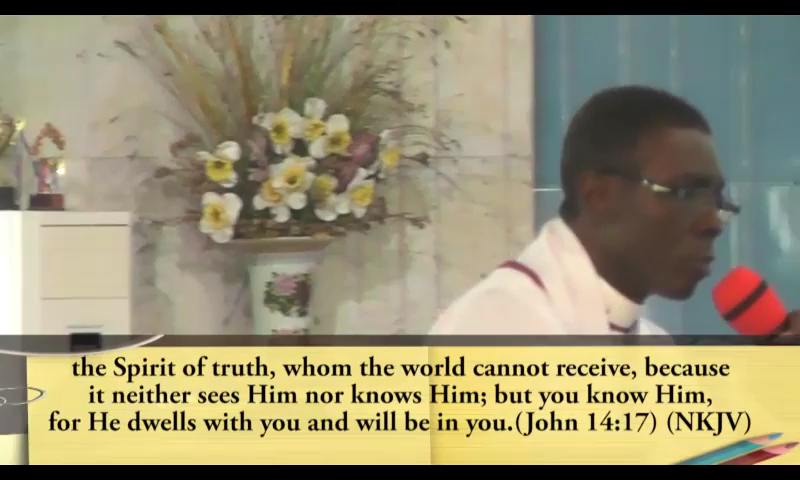 the Spirit of truth, whom the world cannot receive, because
it neither sees Him nor knows Him; but you know Him,
for He dwells with you and will be in you.(John 14:17) (NKJV)